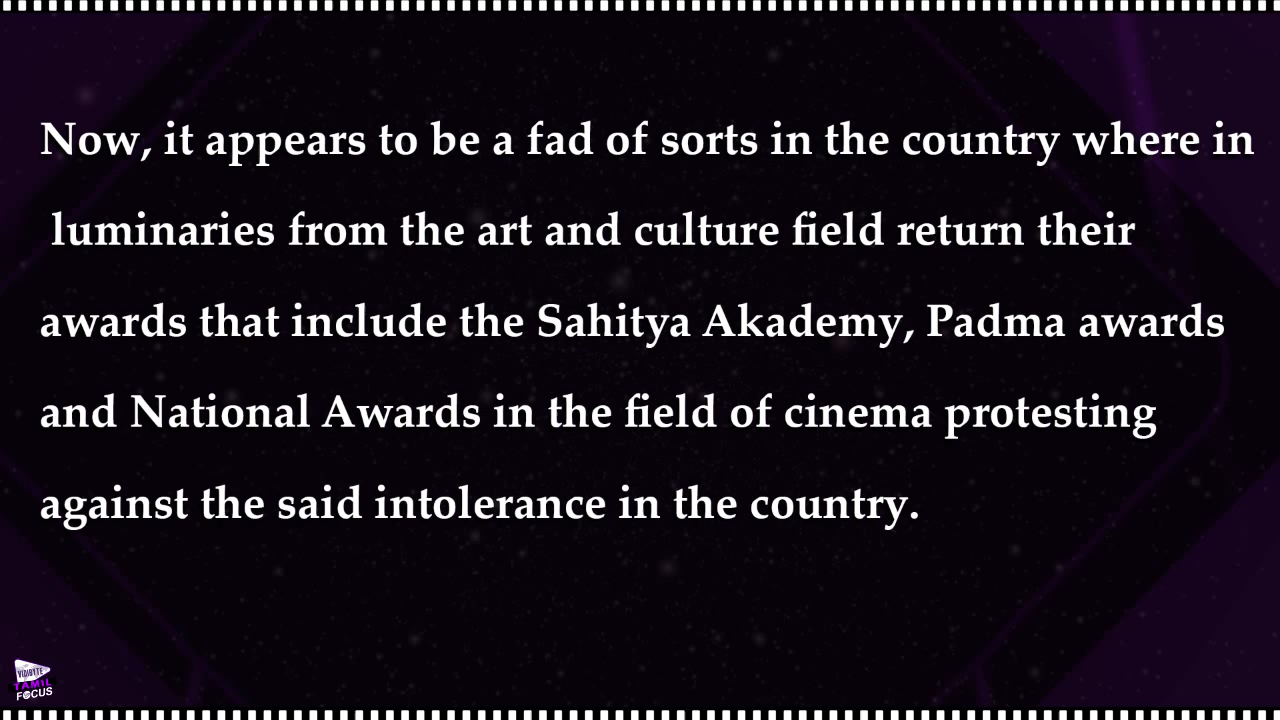 Now, it appears to be a fad of sorts in the country where in
luminaries from the art and culture field return their
awards that include the Sahitya Akademy, Padma awards
and National Awards in the field of cinema protesting
against the said intolerance in the country.
VIDIBYTE
TAMIL
FOCUS